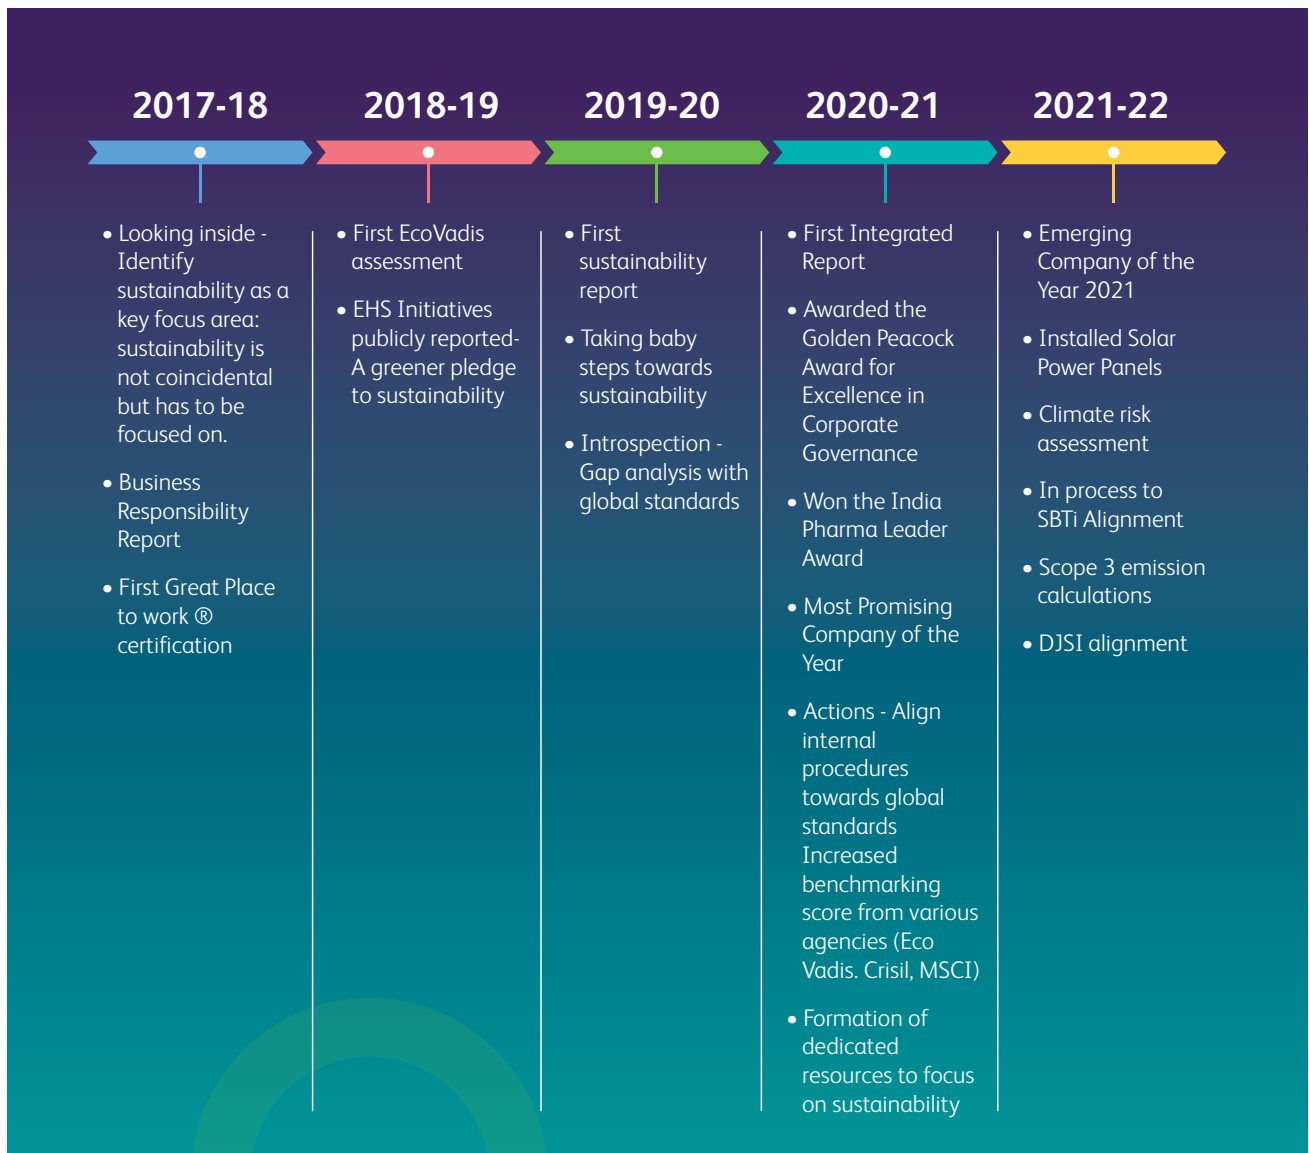 2017-18
• Looking inside -
Identify
sustainability as a
key focus area:
sustainability is
not coincidental
but has to be
focused on.
• Business
Responsibility
Report
• First Great Place
to work ®
certification
2018-19
• First EcoVadis
assessment
• EHS Initiatives
publicly reported-
A greener pledge
to sustainability
2019-20
• First
sustainability
report
• Taking baby
steps towards
sustainability
• Introspection -
Gap analysis with
global standards
2020-21
• First Integrated
Report
• Awarded the
Golden Peacock
Award for
Excellence in
Corporate
Governance
• Won the India
Pharma Leader
Award
• Most Promising
Company of the
Year
• Actions - Align
internal
procedures
towards global
standards
Increased
benchmarking
score from various
agencies (Eco
Vadis. Crisil, MSCI)
• Formation of
dedicated
resources to focus
on sustainability
2021-22
• Emerging
Company of the
Year 2021
• Installed Solar
Power Panels
• Climate risk
assessment
• In process to
SBTi Alignment
• Scope 3 emission
calculations
• DJSI alignment